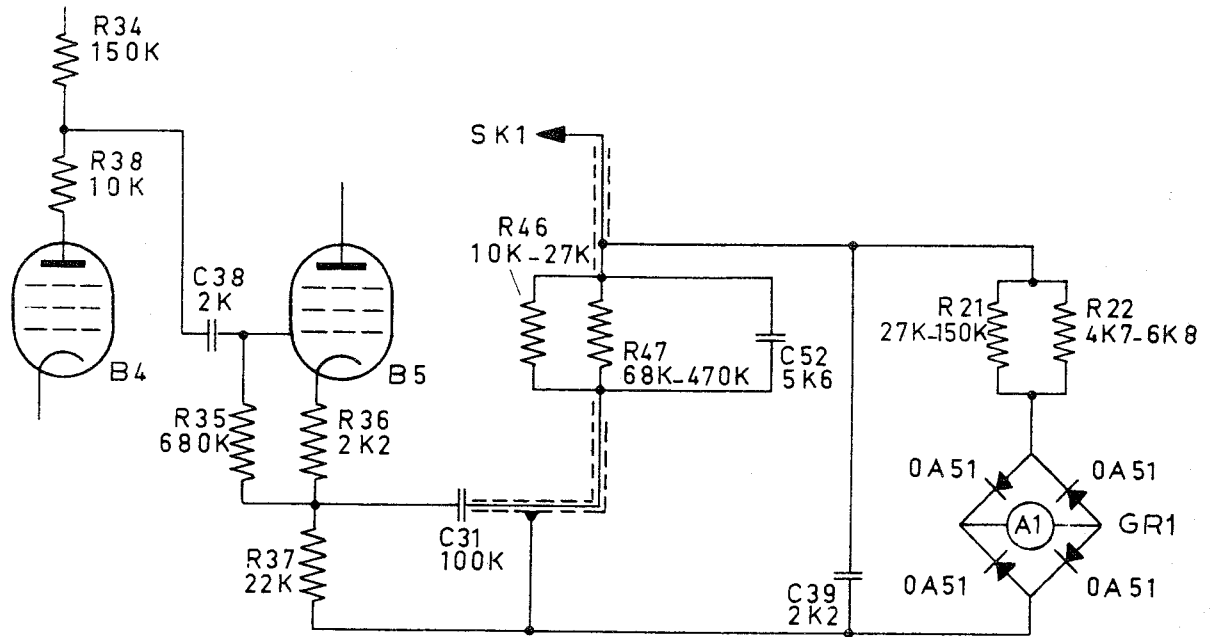 R34
150K
R38
10K
B4
C38
2K
B5
R35
680K
R36
2K2
R37
22K
C31
100K
SK1
R46
10K-27K
R47
68K-470K
C52
5K6
C39
2K2
R21
27K-150K
R22
4K7-6K8
0A51
0A51
A1
GR1
0A51
0A51